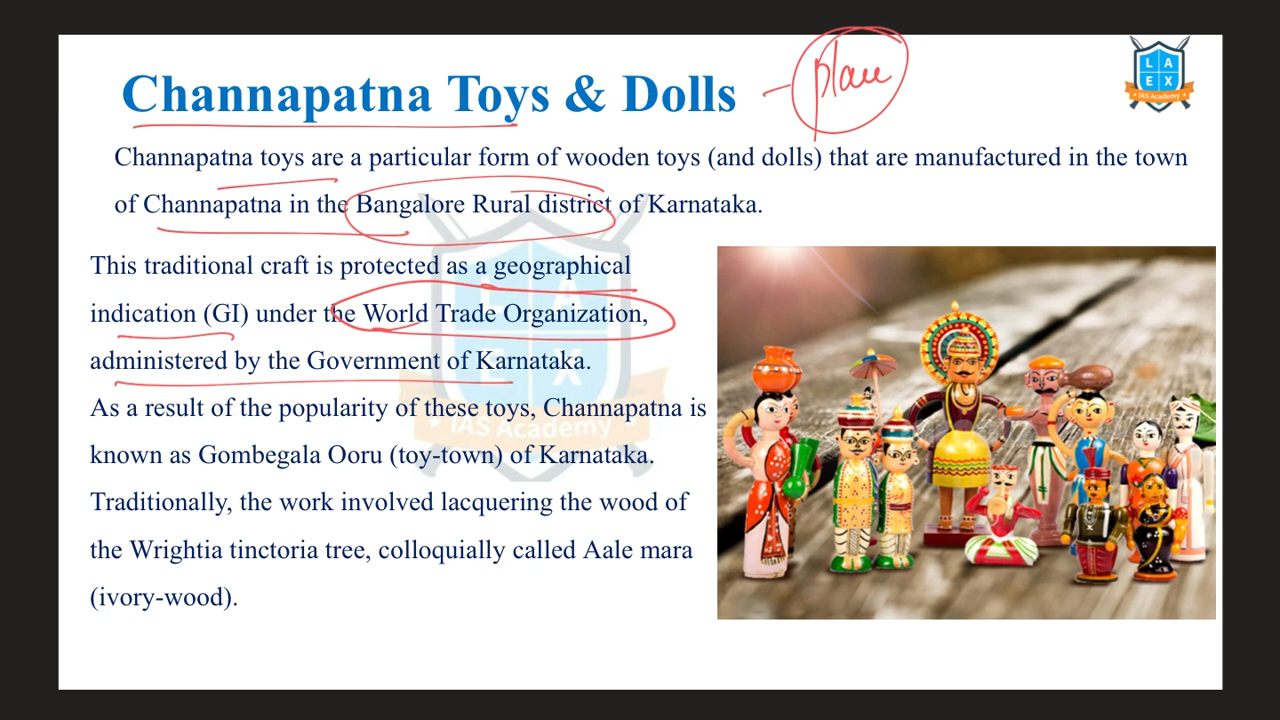 Channapatna Toys & Dolls
L A
E X
IAS Academy
Channapatna toys are a particular form of wooden toys (and dolls) that are manufactured in the town
of Channapatna in the Bangalore Rural district of Karnataka.
This traditional craft is protected as a geographical
indication (GI) under the World Trade Organization,
administered by the Government of Karnataka.
As a result of the popularity of these toys, Channapatna is
known as Gombegala Ooru (toy-town) of Karnataka.
Traditionally, the work involved lacquering the wood of
the Wrightia tinctoria tree, colloquially called Aale mara
(ivory-wood).
L A
E X
IAS Academy